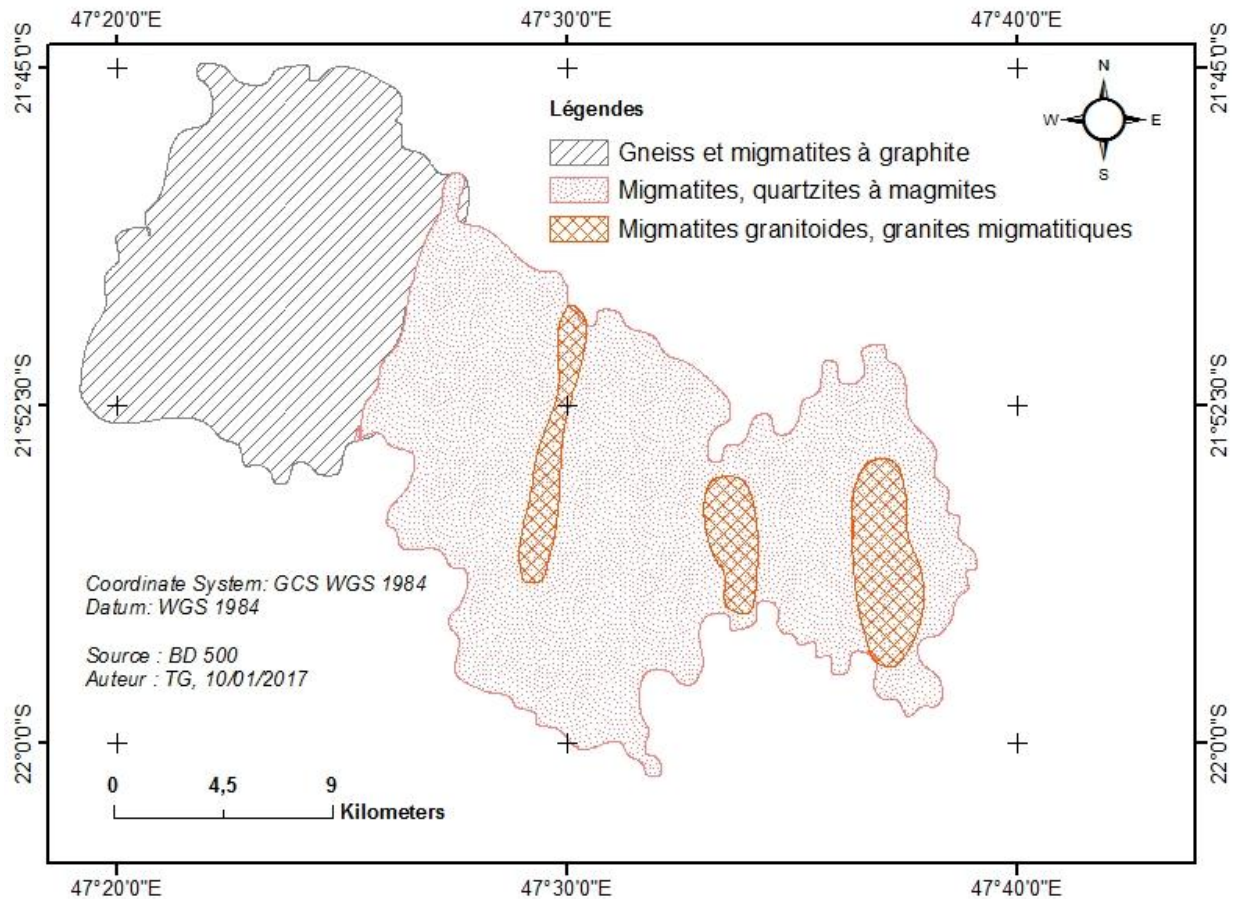 47°20'0"E 47°30'0"E 47°40'0"E
21°45'0"S 21°45'0"S
N
W E
S
Légendes
Gneiss et migmatites à graphite
Migmatites, quartzites à magmites
Migmatites granitoides, granites migmatitiques
21°52'30"S 21°52'30"S
Coordinate System: GCS WGS 1984
Datum: WGS 1984
Source : BD 500
Auteur : TG, 10/01/2017
22°0'0"S 22°0'0"S
0 4,5 9
Kilometers
47°20'0"E 47°30'0"E 47°40'0"E